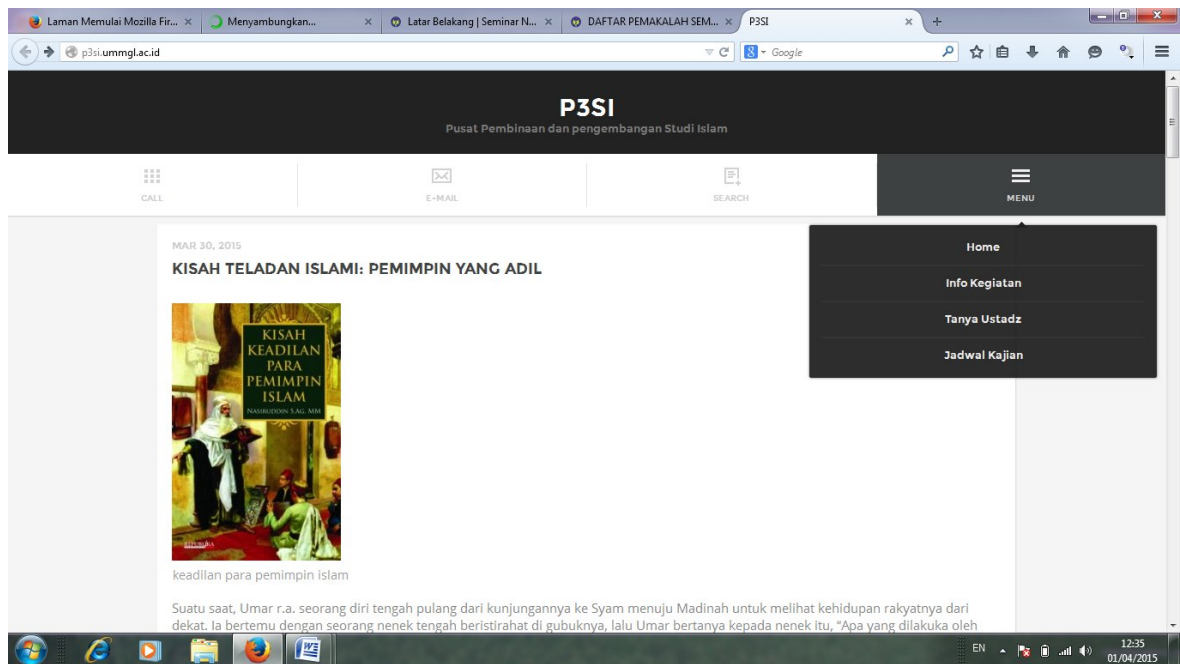 Laman Memulai Mozilla Fir...
Menyambungkan...
Latar Belakang | Seminar N...
DAFTAR PEMAKALAH SEM...
P3SI
p3si.ummgl.ac.id
Google
P3SI
Pusat Pembinaan dan pengembangan Studi Islam
CALL
E-MAIL
SEARCH
MENU
Home
Info Kegiatan
Tanya Ustadz
Jadwal Kajian
MAR 30, 2015
KISAH TELADAN ISLAMI: PEMIMPIN YANG ADIL
KISAH
KEADILAN
PARA
PEMIMPIN
ISLAM
NASIRUDDIN S.AG. MM
REPUBLIKA
keadilan para pemimpin islam
Suatu saat, Umar r.a. seorang diri tengah pulang dari kunjungannya ke Syam menuju Madinah untuk melihat kehidupan rakyatnya dari
dekat. Ia bertemu dengan seorang nenek tengah beristirahat di gubuknya, lalu Umar bertanya kepada nenek itu, “Apa yang dilakuka oleh
EN
12:35
01/04/2015